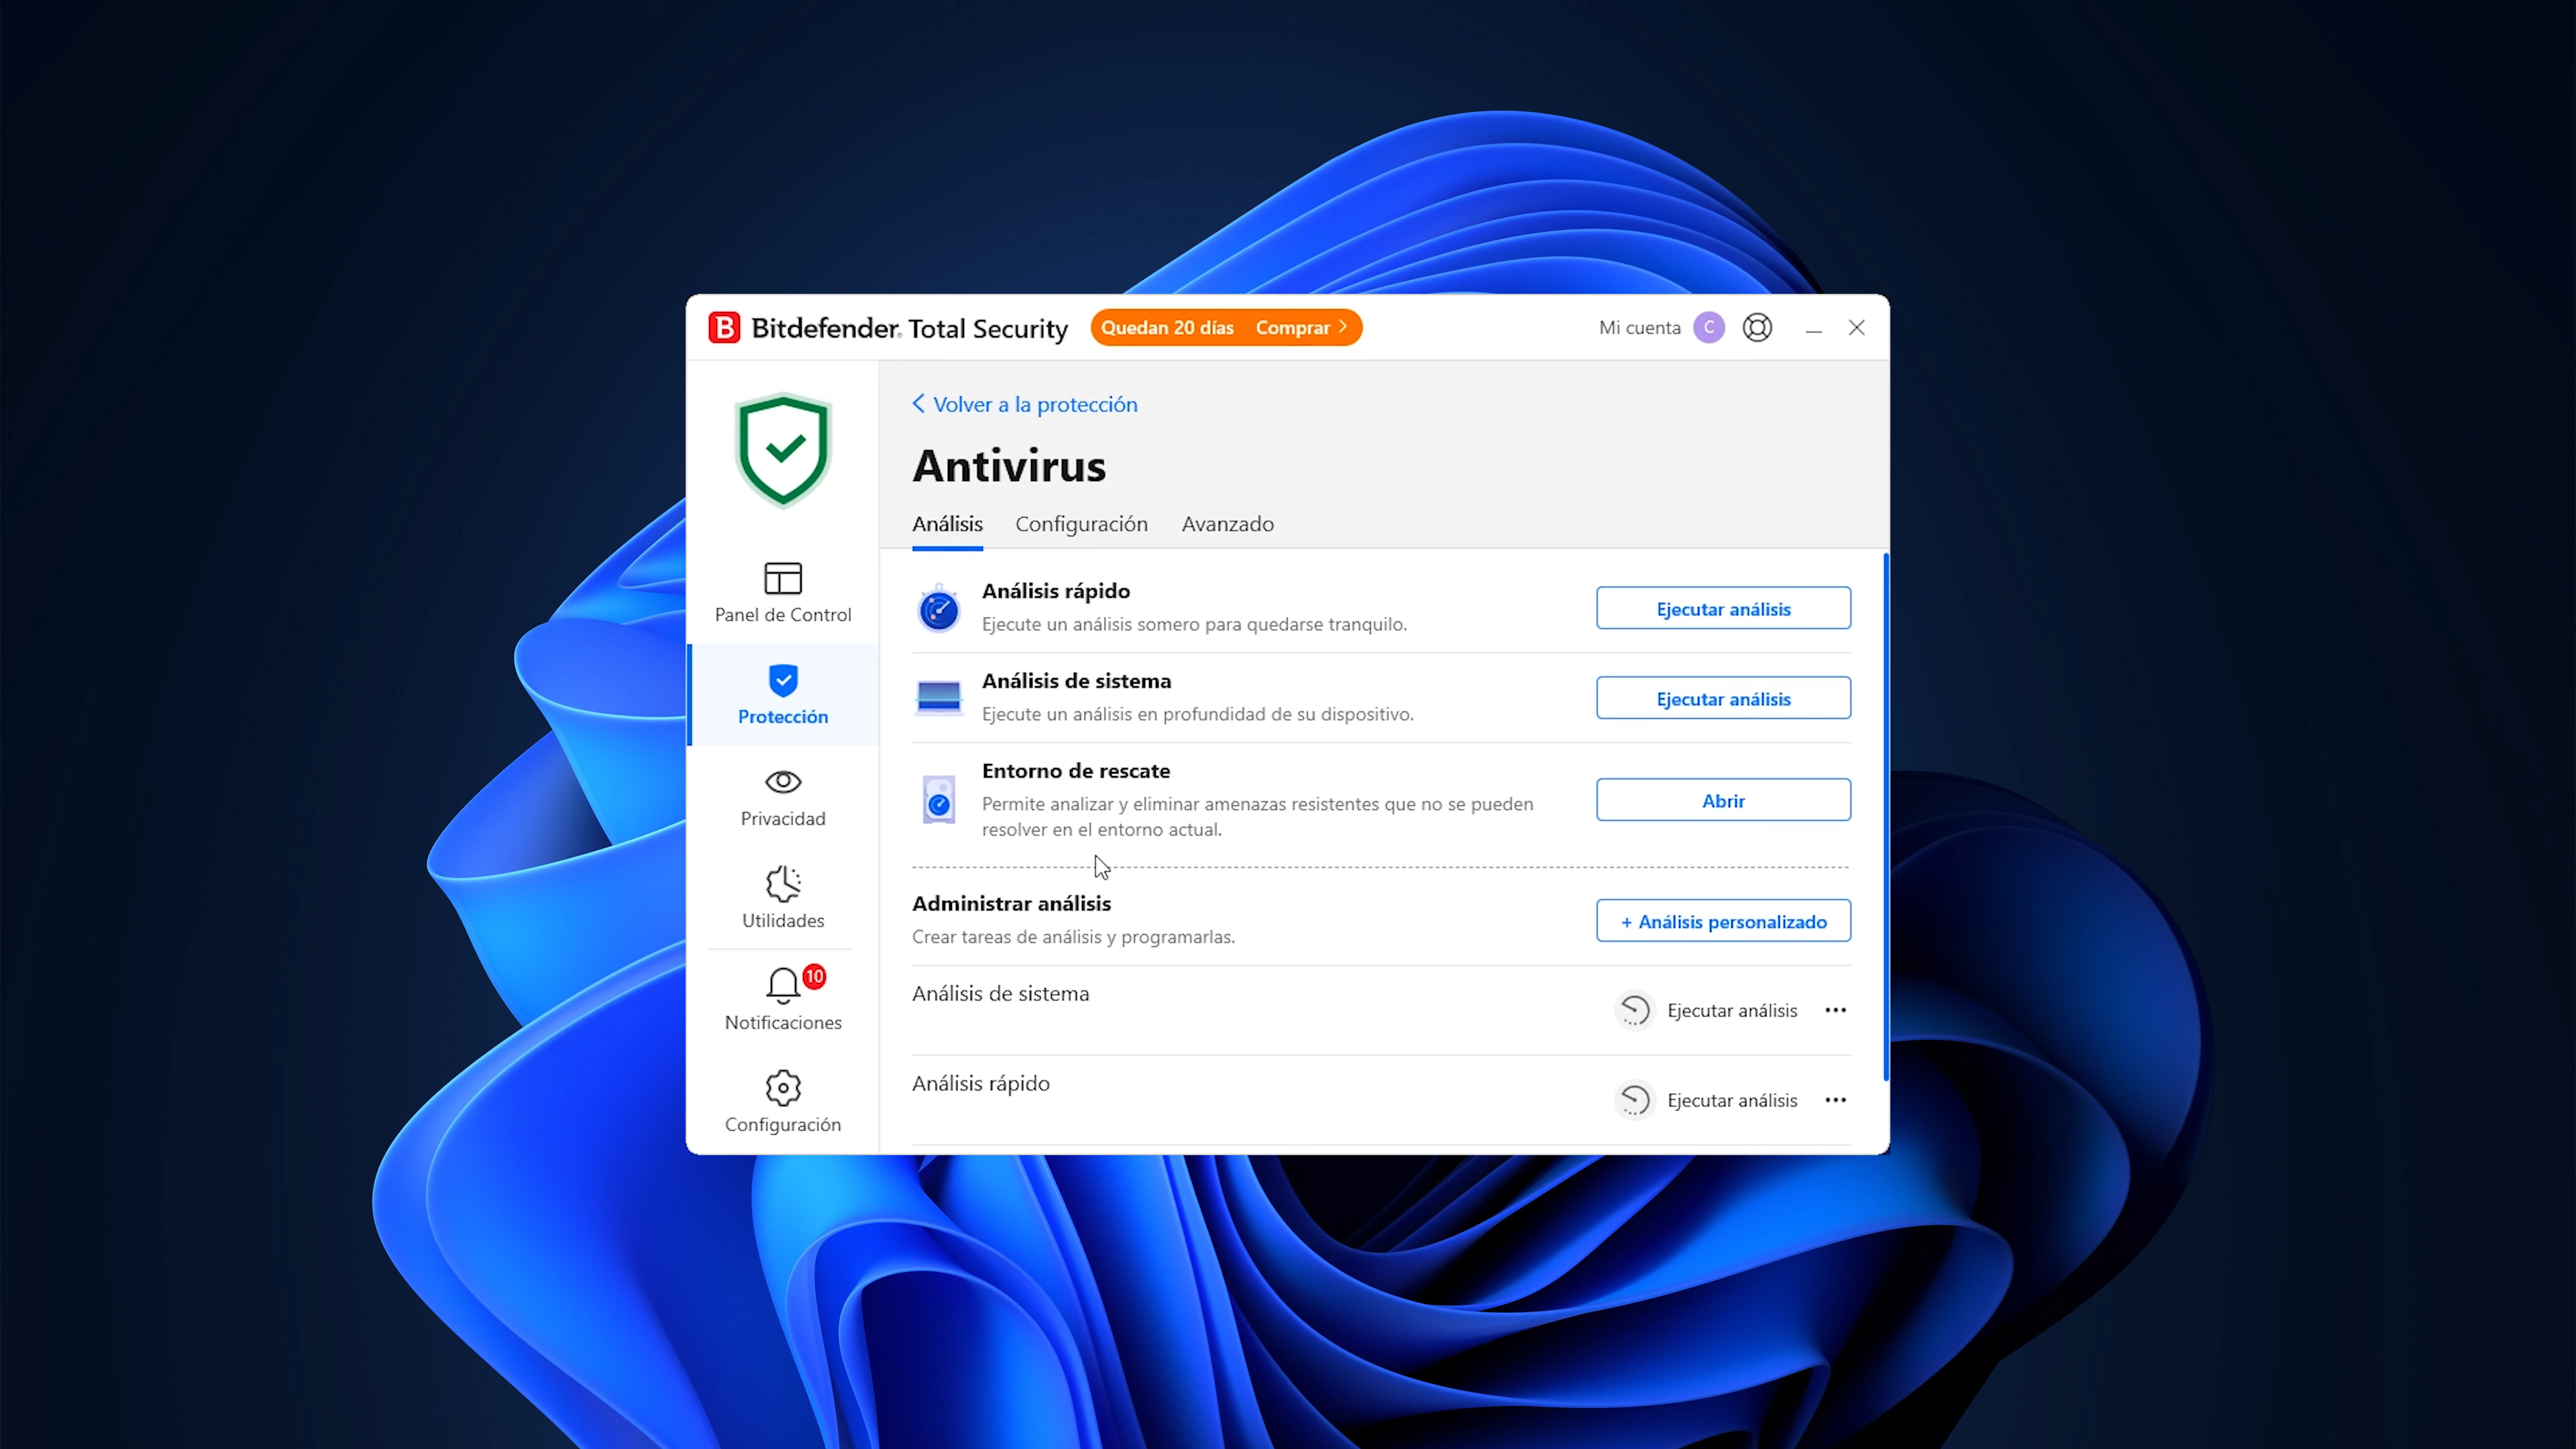 B Bitdefender Total Security
Quedan 20 días Comprar
Mi cuenta C
Volver a la protección
Antivirus
Análisis Configuración Avanzado
Panel de Control
Protección
Privacidad
Utilidades
10
Notificaciones
Configuración
Análisis rápido
Ejecute un análisis somero para quedarse tranquilo.
Ejecutar análisis
Análisis de sistema
Ejecute un análisis en profundidad de su dispositivo.
Ejecutar análisis
Entorno de rescate
Permite analizar y eliminar amenazas resistentes que no se pueden
resolver en el entorno actual.
Abrir
Administrar análisis
Crear tareas de análisis y programarlas.
+ Análisis personalizado
Análisis de sistema
Ejecutar análisis
Análisis rápido
Ejecutar análisis